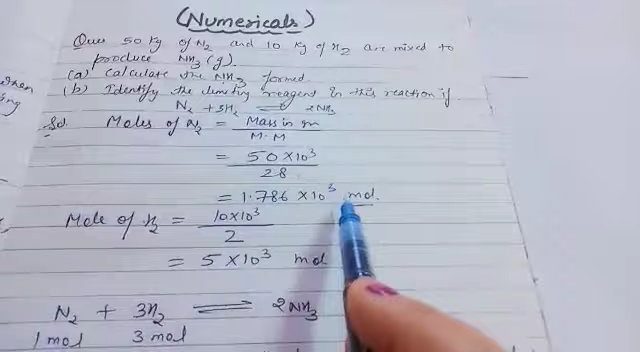 (Numericals)
Ques 50 kg of N2 and 10 kg of H2 are mixed to
produce NH3(g).
(a) Calculate the NH3 formed.
(b) Identify the limiting reagent in this reaction if
N2 + 3H2 ⇌ 2NH3
Sol Moles of N2 = Mass in gm
M.M
= 50 × 10³
28
= 1.786 × 10³ mol.
Mole of H2 = 10×10³
2
= 5 × 10³ mol
N2 + 3H2 ⇌ 2NH3
1 mol 3 mol